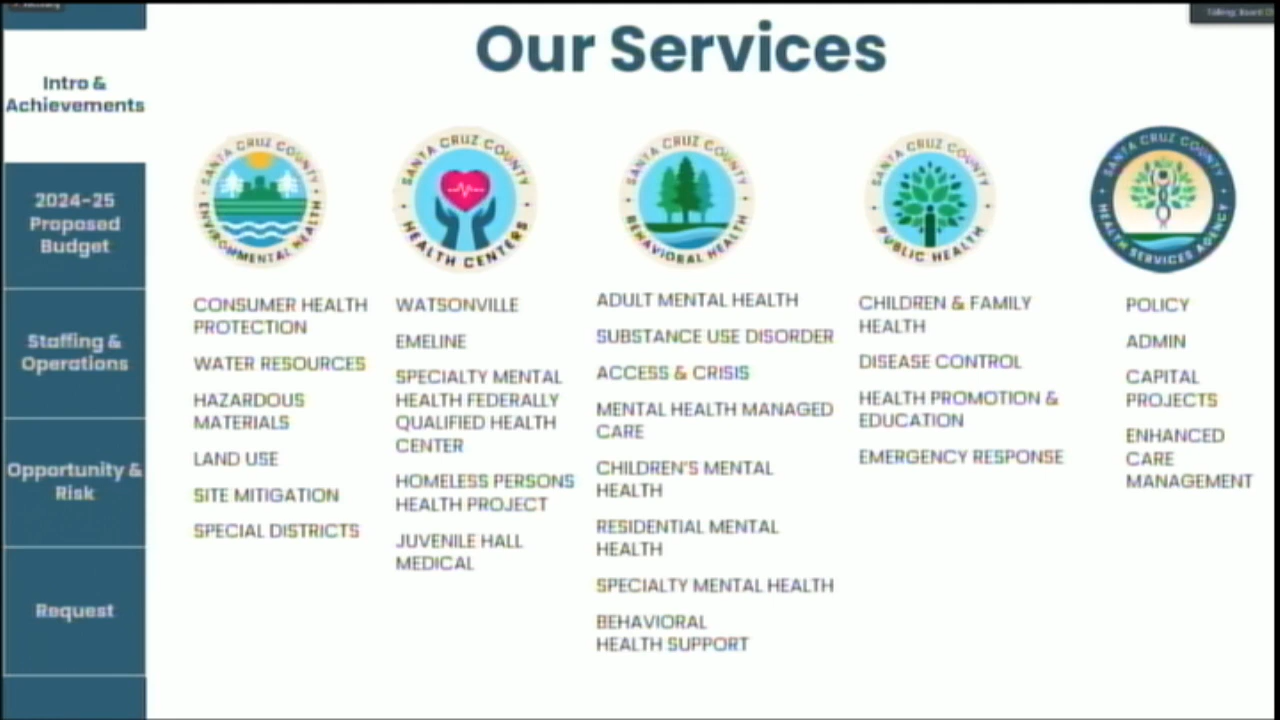 Our Services
Intro &
Achievements
2024-25
Proposed
Budget
Staffing &
Operations
Opportunity &
Risk
Request
SANTA CRUZ COUNTY
ENVIRONMENTAL HEALTH
CONSUMER HEALTH
PROTECTION
WATER RESOURCES
HAZARDOUS
MATERIALS
LAND USE
SITE MITIGATION
SPECIAL DISTRICTS
SANTA CRUZ COUNTY
HEALTH CENTERS
WATSONVILLE
EMELINE
SPECIALTY MENTAL
HEALTH FEDERALLY
QUALIFIED HEALTH
CENTER
HOMELESS PERSONS
HEALTH PROJECT
JUVENILE HALL
MEDICAL
SANTA CRUZ COUNTY
BEHAVIORAL HEALTH
ADULT MENTAL HEALTH
SUBSTANCE USE DISORDER
ACCESS & CRISIS
MENTAL HEALTH MANAGED
CARE
CHILDREN'S MENTAL
HEALTH
RESIDENTIAL MENTAL
HEALTH
SPECIALTY MENTAL HEALTH
BEHAVIORAL
HEALTH SUPPORT
SANTA CRUZ COUNTY
PUBLIC HEALTH
CHILDREN & FAMILY
HEALTH
DISEASE CONTROL
HEALTH PROMOTION &
EDUCATION
EMERGENCY RESPONSE
SANTA CRUZ COUNTY
HEALTH SERVICES AGENCY
POLICY
ADMIN
CAPITAL
PROJECTS
ENHANCED
CARE
MANAGEMENT